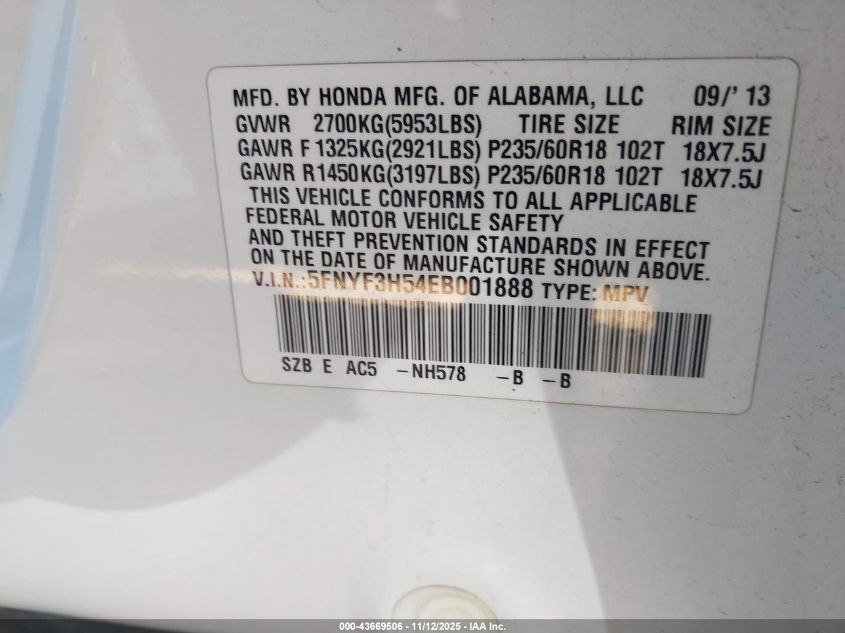 MFD. BY HONDA MFG. OF ALABAMA, LLC 09/'13
GVWR 2700KG(5953LBS) TIRE SIZE RIM SIZE
GAWR F 1325KG(2921LBS) P235/60R18 102T 18X7.5J
GAWR R1450KG(3197LBS) P235/60R18 102T 18X7.5J
THIS VEHICLE CONFORMS TO ALL APPLICABLE
FEDERAL MOTOR VEHICLE SAFETY
AND THEFT PREVENTION STANDARDS IN EFFECT
ON THE DATE OF MANUFACTURE SHOWN ABOVE.
V.I.N.:5FNYF3H54EB001888 TYPE: MPV
SZB E AC5 -NH578 -B -B
000-43669506 - 11/12/2025 - IAA Inc.